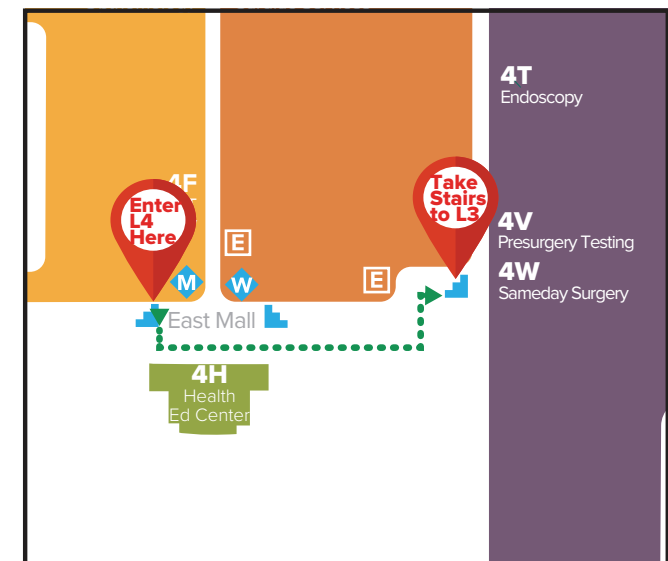 4T
Endoscopy
4F
Enter
L4
Here
Take
Stairs
to L3
E
4V
Presurgery Testing
4W
Sameday Surgery
M
W
E
East Mall
4H
Health
Ed Center